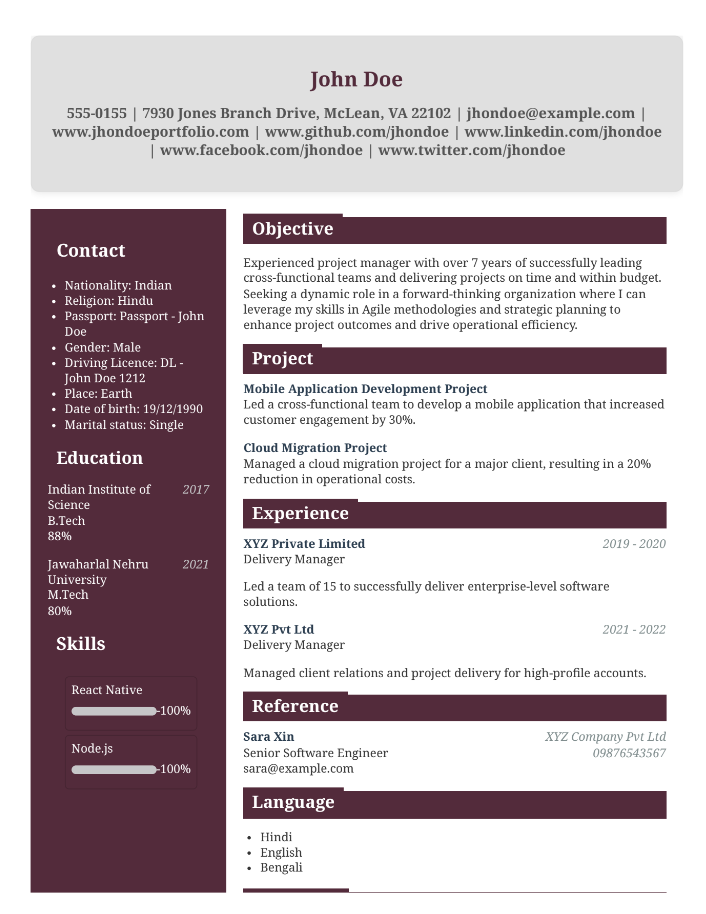 John Doe
555-0155 | 7930 Jones Branch Drive, McLean, VA 22102 | jhondoe@example.com |
www.jhondoeportfolio.com | www.github.com/jhondoe | www.linkedin.com/jhondoe
| www.facebook.com/jhondoe | www.twitter.com/jhondoe
Contact
• Nationality: Indian
• Religion: Hindu
• Passport: Passport - John
Doe
• Gender: Male
• Driving Licence: DL -
John Doe 1212
• Place: Earth
• Date of birth: 19/12/1990
• Marital status: Single
Education
Indian Institute of 2017
Science
B.Tech
88%
Jawaharlal Nehru 2021
University
M.Tech
80%
Skills
React Native
100%
Node.js
100%
Objective
Experienced project manager with over 7 years of successfully leading
cross-functional teams and delivering projects on time and within budget.
Seeking a dynamic role in a forward-thinking organization where I can
leverage my skills in Agile methodologies and strategic planning to
enhance project outcomes and drive operational efficiency.
Project
Mobile Application Development Project
Led a cross-functional team to develop a mobile application that increased
customer engagement by 30%.
Cloud Migration Project
Managed a cloud migration project for a major client, resulting in a 20%
reduction in operational costs.
Experience
XYZ Private Limited 2019 - 2020
Delivery Manager
Led a team of 15 to successfully deliver enterprise-level software
solutions.
XYZ Pvt Ltd 2021 - 2022
Delivery Manager
Managed client relations and project delivery for high-profile accounts.
Reference
Sara Xin XYZ Company Pvt Ltd
Senior Software Engineer 09876543567
sara@example.com
Language
• Hindi
• English
• Bengali